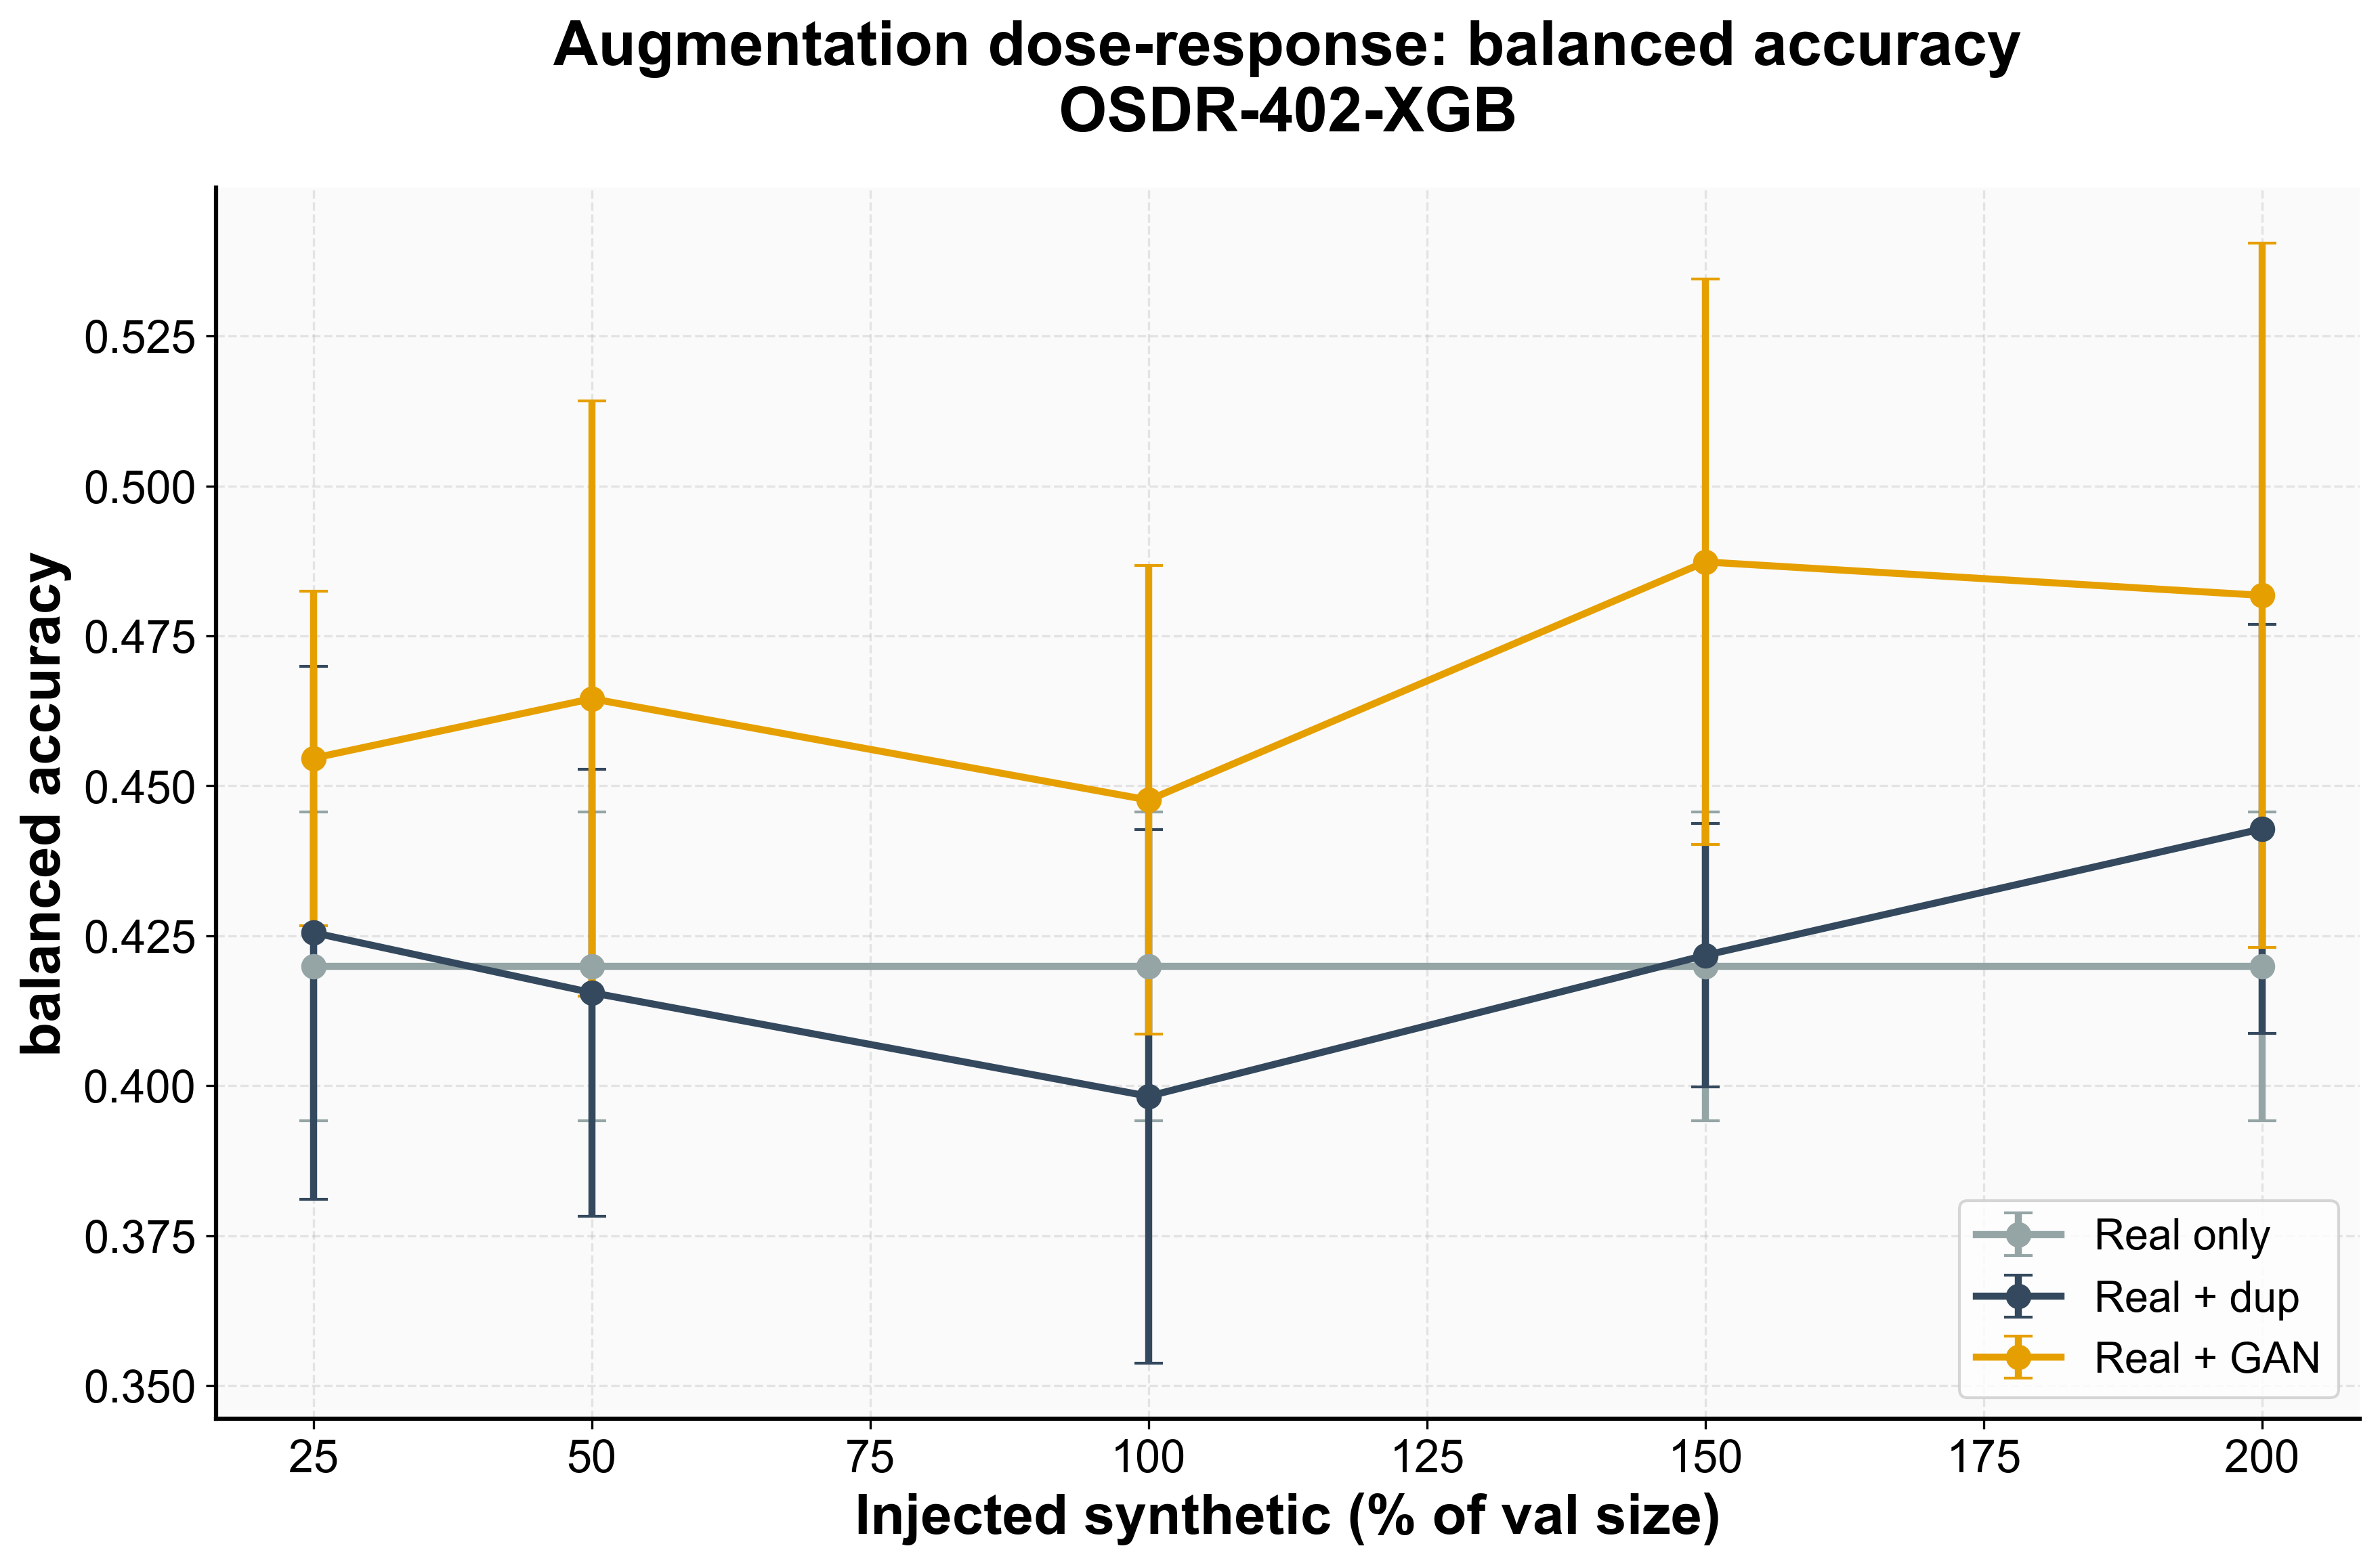 Augmentation dose-response: balanced accuracy
OSDR-402-XGB
balanced accuracy
0.525
0.500
0.475
0.450
0.425
0.400
0.375
0.350
25 50 75 100 125 150 175 200
Injected synthetic (% of val size)
Real only
Real + dup
Real + GAN